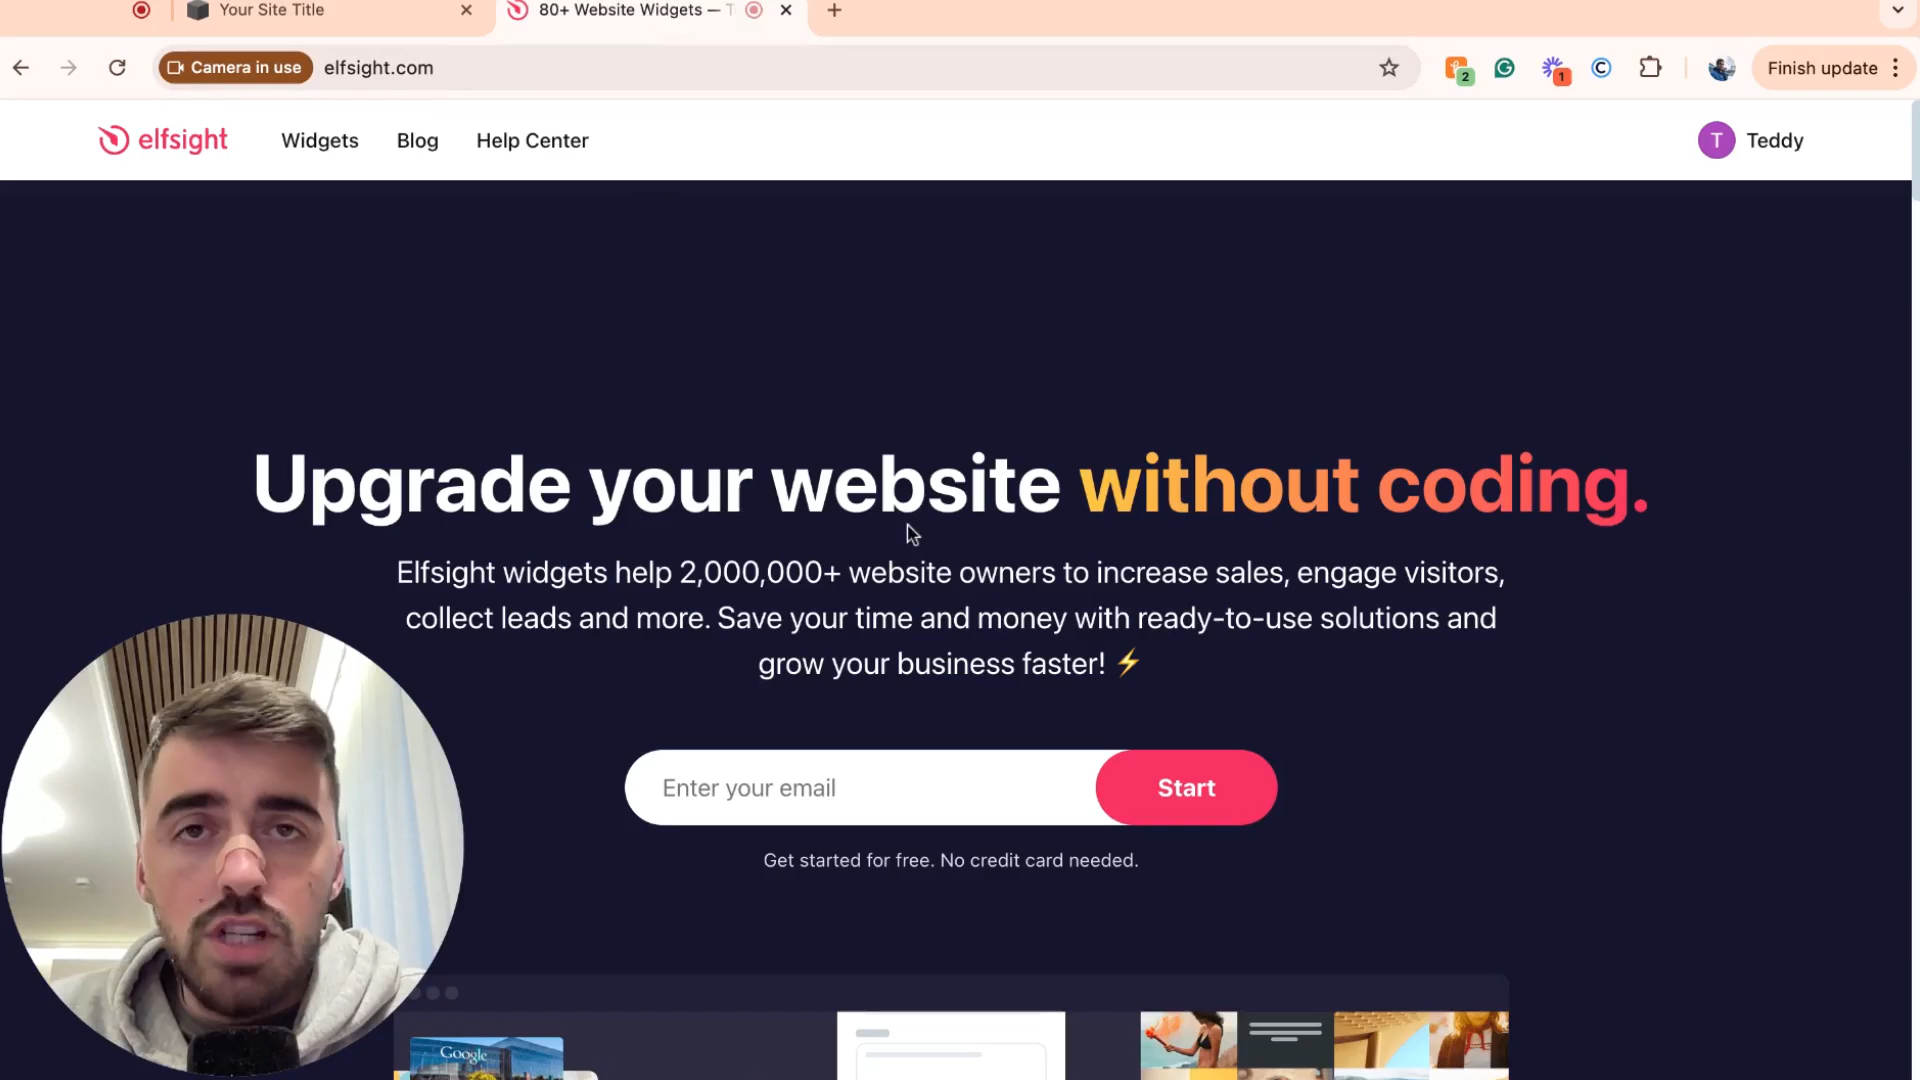 Your Site Title
80+ Website Widgets —
Camera in use
elfsight.com
2
1
Finish update
elfsight
Widgets
Blog
Help Center
T
Teddy
Upgrade your website without coding.
Elfsight widgets help 2,000,000+ website owners to increase sales, engage visitors,
collect leads and more. Save your time and money with ready-to-use solutions and
grow your business faster! ⚡
Enter your email
Start
Get started for free. No credit card needed.
Google